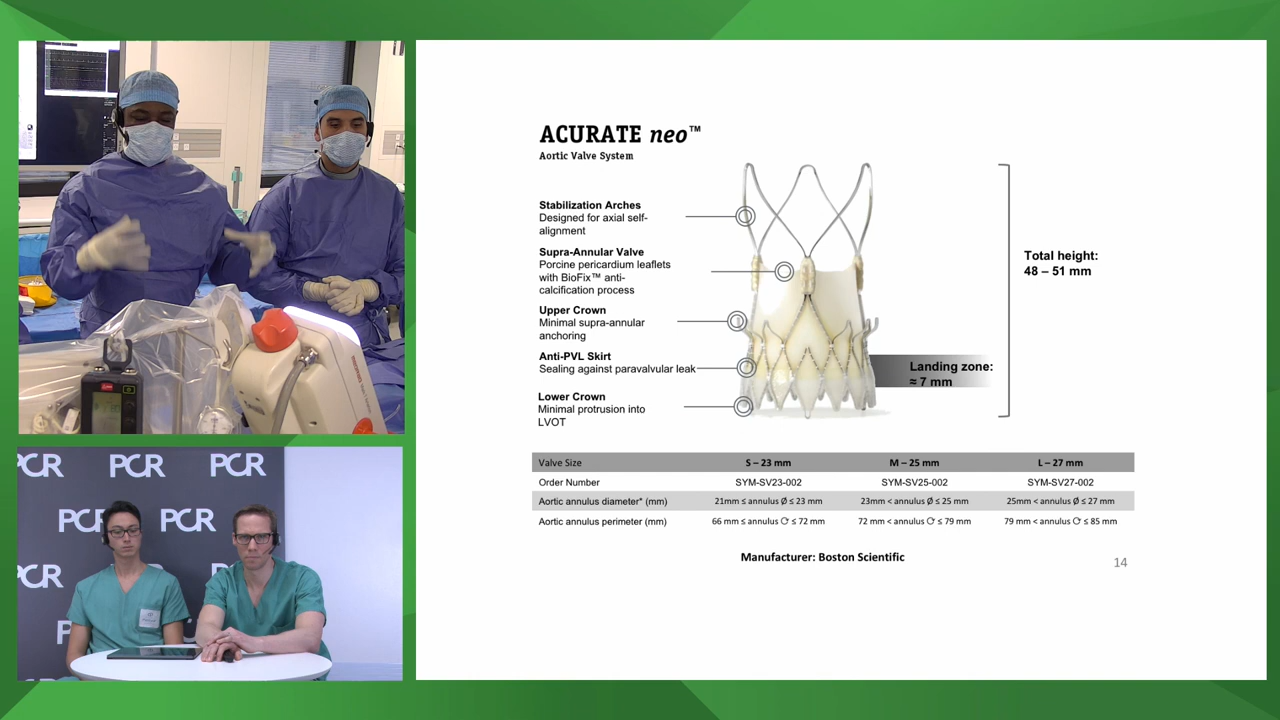 ACURATE neo™
Aortic Valve System
Stabilization Arches
Designed for axial self-
alignment
Supra-Annular Valve
Porcine pericardium leaflets
with BioFix™ anti-
calcification process
Upper Crown
Minimal supra-annular
anchoring
Anti-PVL Skirt
Sealing against paravalvular leak
Lower Crown
Minimal protrusion into
LVOT
Total height:
48 – 51 mm
Landing zone:
≈ 7 mm
Valve Size S – 23 mm M – 25 mm L – 27 mm
Order Number SYM-SV23-002 SYM-SV25-002 SYM-SV27-002
Aortic annulus diameter* (mm) 21mm ≤ annulus Ø ≤ 23 mm 23mm < annulus Ø ≤ 25 mm 25mm < annulus Ø ≤ 27 mm
Aortic annulus perimeter (mm) 66 mm ≤ annulus ↻ ≤ 72 mm 72 mm < annulus ↻ ≤ 79 mm 79 mm < annulus ↻ ≤ 85 mm
Manufacturer: Boston Scientific
14
PCR PCR PCR
PCR PCR
PCR